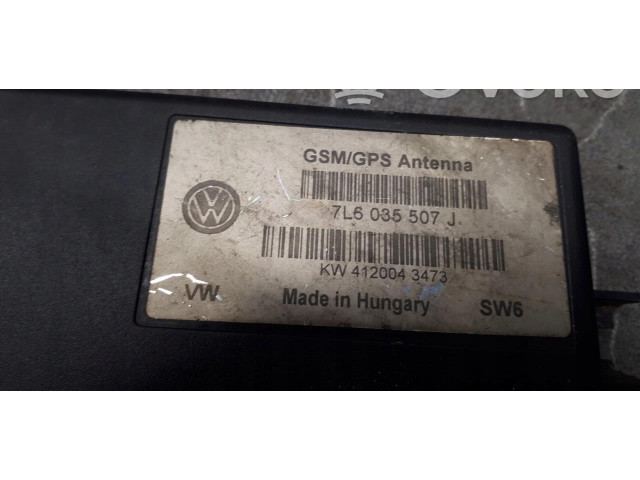 GSM/GPS Antenna
7L6 035 507 J
KW 412004 3473
VW Made in Hungary SW6